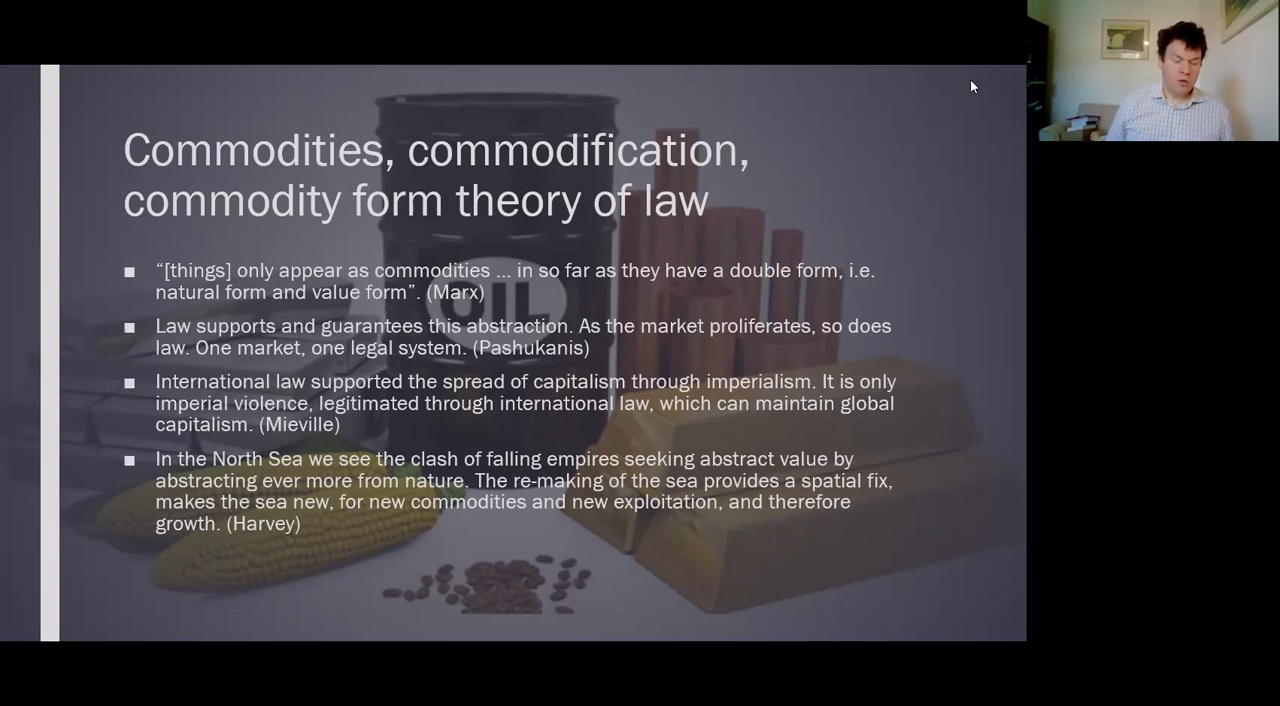 Commodities, commodification,
commodity form theory of law
OIL
■ “[things] only appear as commodities ... in so far as they have a double form, i.e.
natural form and value form”. (Marx)
■ Law supports and guarantees this abstraction. As the market proliferates, so does
law. One market, one legal system. (Pashukanis)
■ International law supported the spread of capitalism through imperialism. It is only
imperial violence, legitimated through international law, which can maintain global
capitalism. (Mieville)
■ In the North Sea we see the clash of falling empires seeking abstract value by
abstracting ever more from nature. The re-making of the sea provides a spatial fix,
makes the sea new, for new commodities and new exploitation, and therefore
growth. (Harvey)